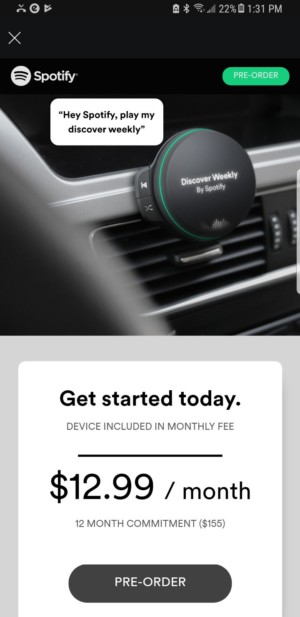 22% 1:31 PM
Spotify
PRE-ORDER
“Hey Spotify, play my
discover weekly”
Discover Weekly
By Spotify
Get started today.
DEVICE INCLUDED IN MONTHLY FEE
$12.99 / month
12 MONTH COMMITMENT ($155)
PRE-ORDER